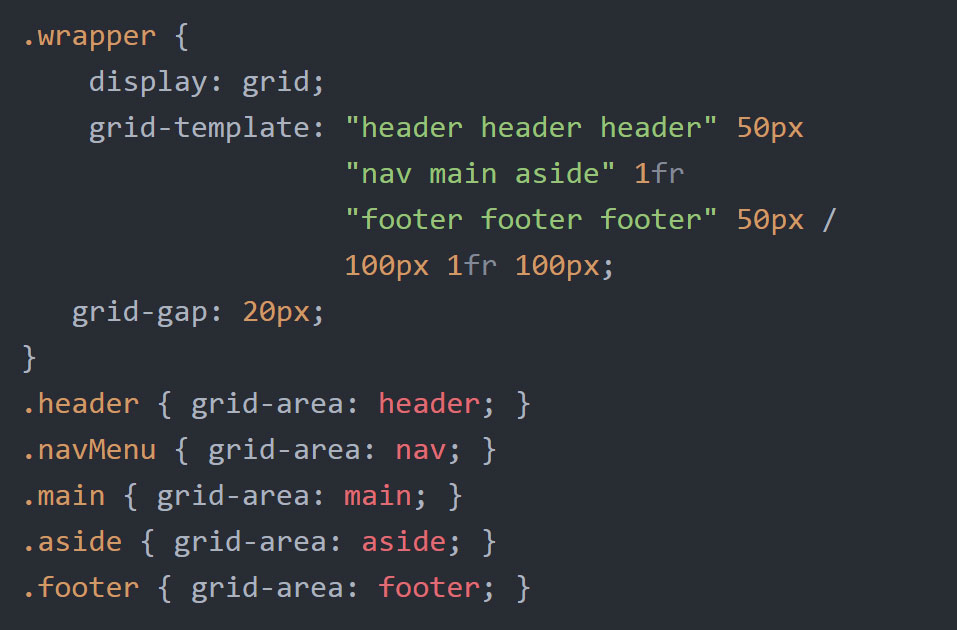 .wrapper {
    display: grid;
    grid-template: "header header header" 50px
                   "nav main aside" 1fr
                   "footer footer footer" 50px /
                   100px 1fr 100px;
   grid-gap: 20px;
}
.header { grid-area: header; }
.navMenu { grid-area: nav; }
.main { grid-area: main; }
.aside { grid-area: aside; }
.footer { grid-area: footer; }